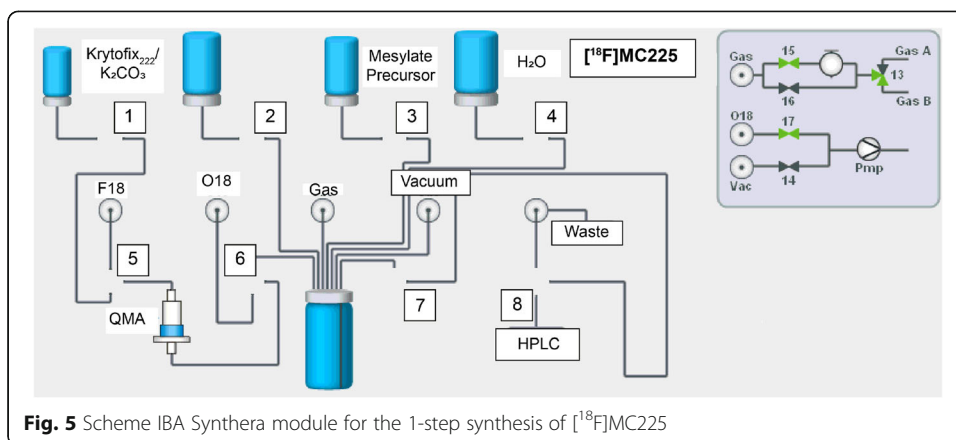 Krytofix222/
K2CO3
Mesylate
Precursor
H2O
[18F]MC225
1
2
3
4
F18
O18
Gas
Vacuum
Waste
5
6
7
8
QMA
HPLC
Gas
15
Gas A
13
16
Gas B
O18
17
Vac
14
Pmp
Fig. 5 Scheme IBA Synthera module for the 1-step synthesis of [18F]MC225